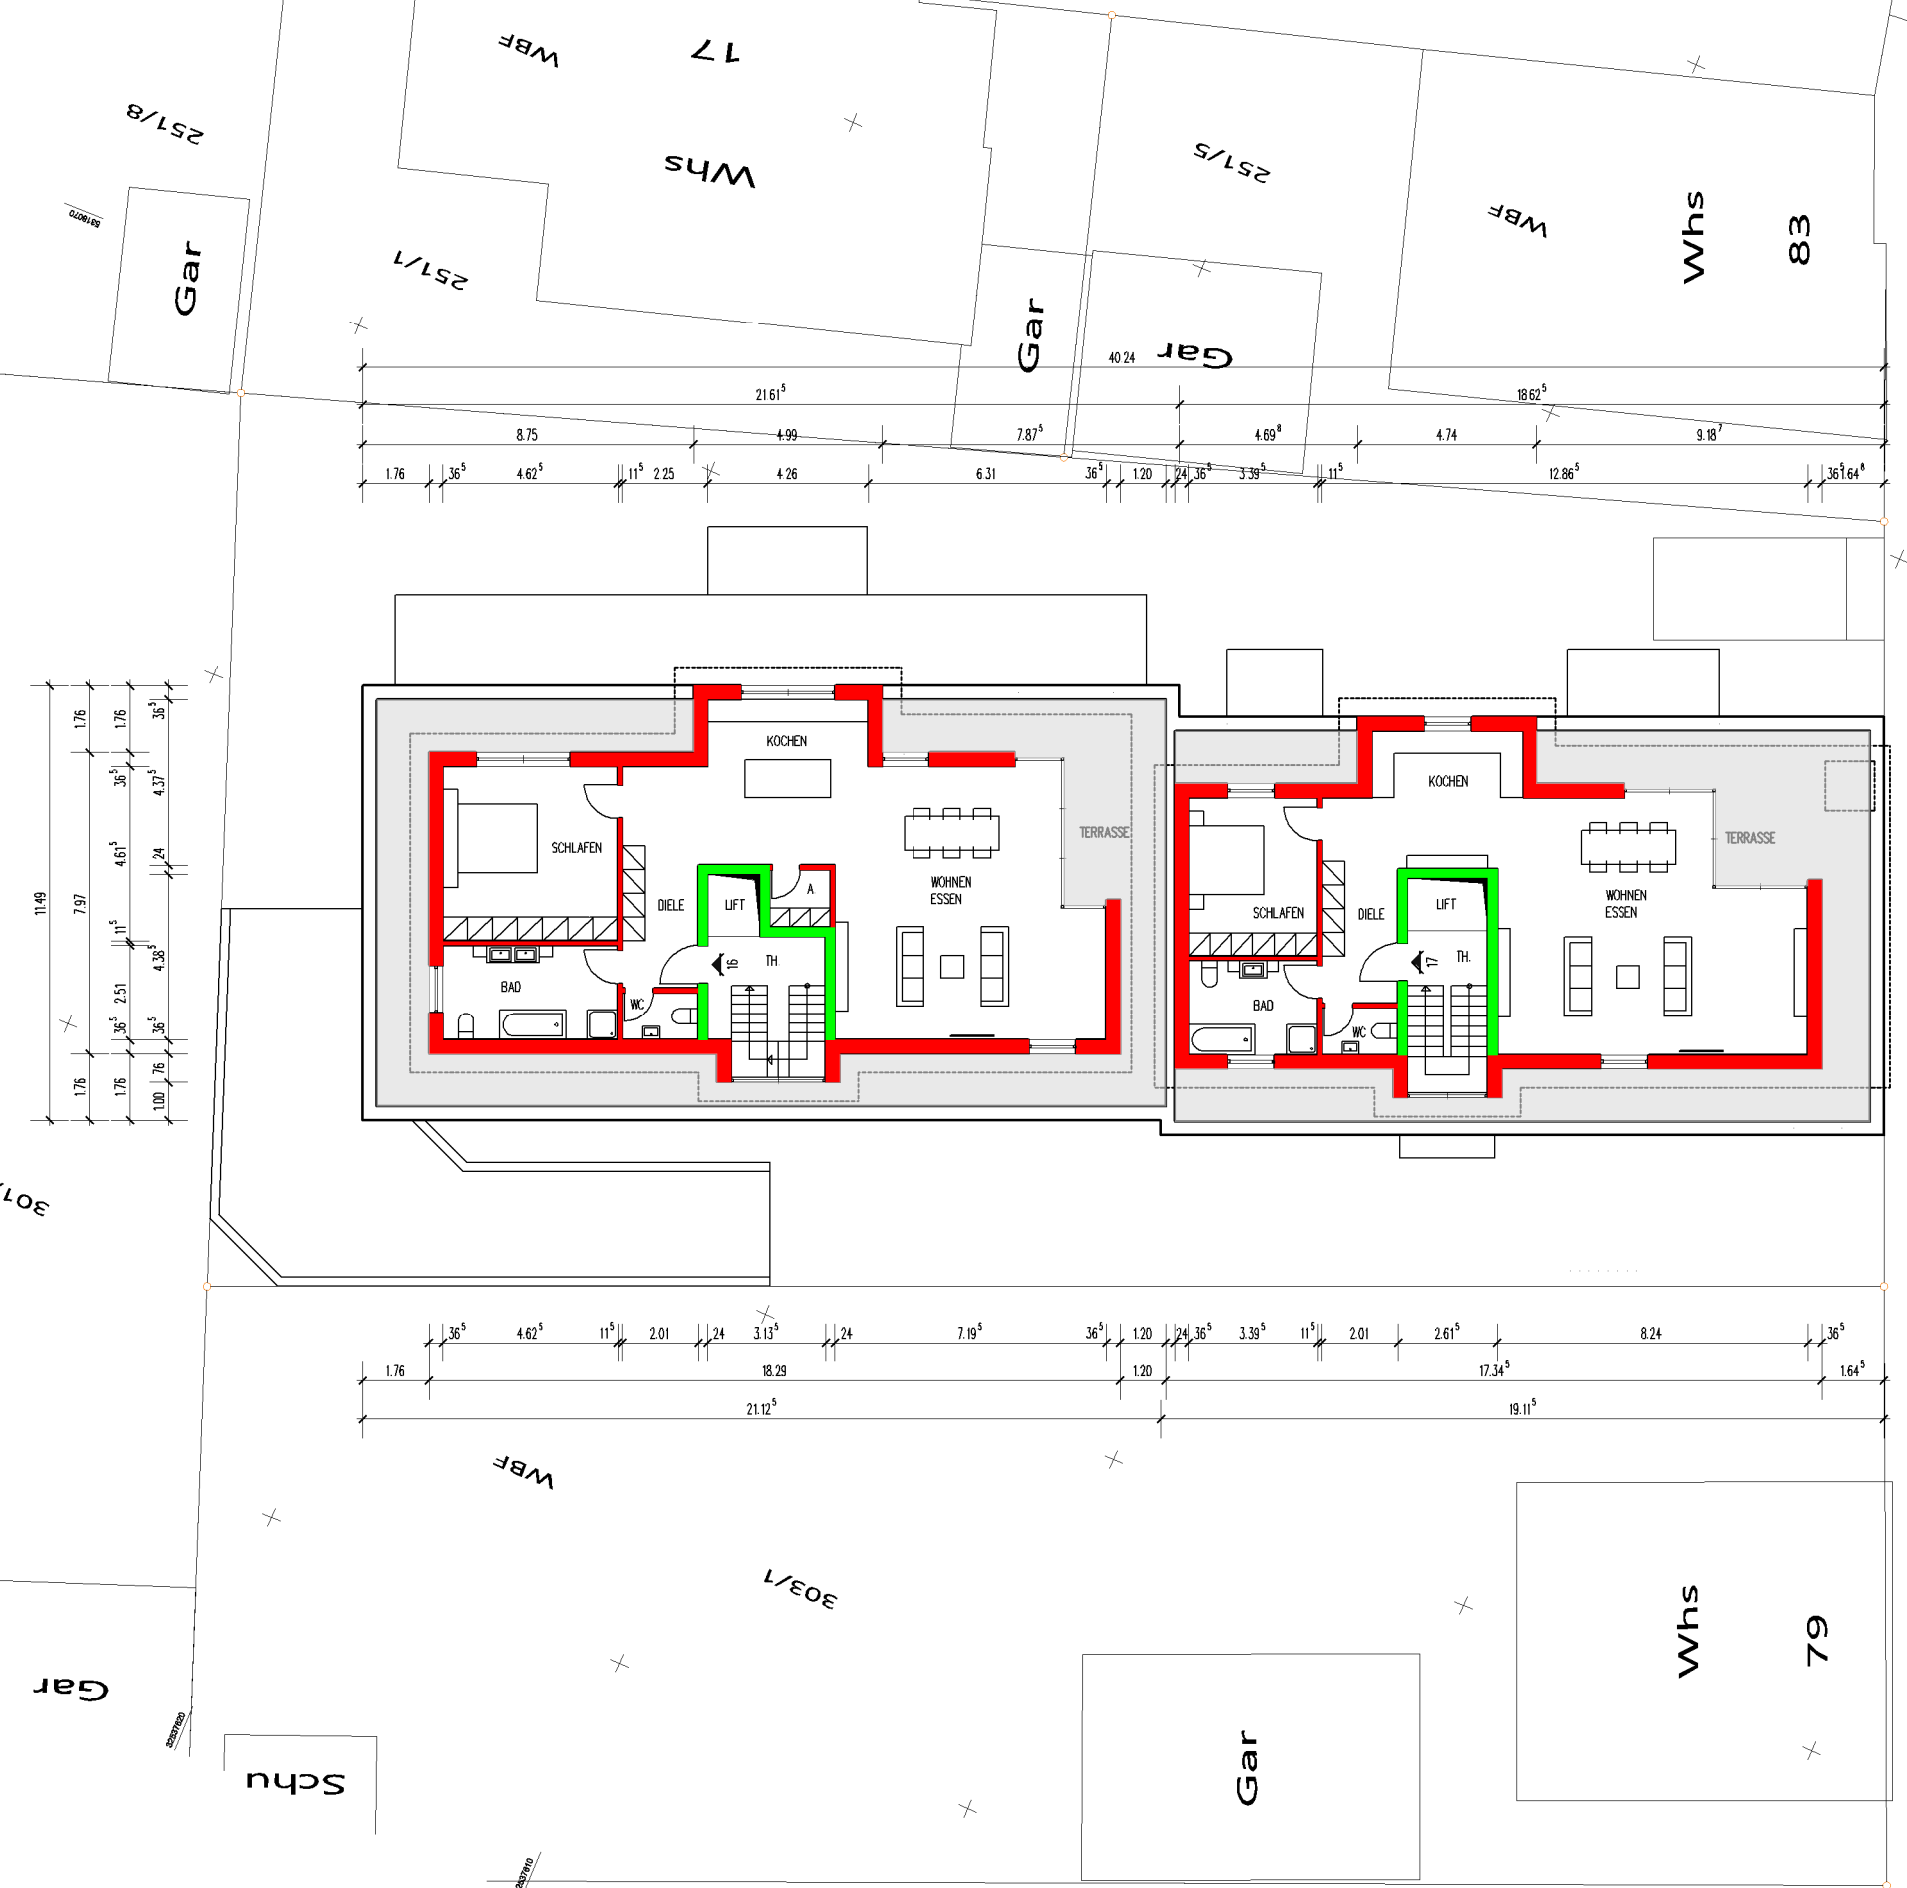 17
WBF
251/8
251/5
Whs
WBF
Whs
83
5318070
Gar
251/1
Gar
Gar
40.24
21.61⁵
18.62⁵
8.75
4.99
7.87⁵
4.69⁸
4.74
9.18⁷
1.76 36⁵ 4.62⁵ 11⁵ 2.25 4.26 6.31 36⁵ 1.20 24 36⁵ 3.39⁵ 11⁵ 12.86⁵ 36⁵ 1.64⁸
11.49
1.76 7.97 1.76
1.76 36⁵ 4.61⁵ 11⁵ 2.51 36⁵ 1.76
36⁵ 4.37⁵ 24 4.38⁵ 36⁵ 76 1.00
KOCHEN
SCHLAFEN
TERRASSE
WOHNEN
ESSEN
A.
LIFT
DIELE
TH.
16
BAD
WC
KOCHEN
TERRASSE
WOHNEN
ESSEN
LIFT
SCHLAFEN
DIELE
TH.
17
BAD
WC
36⁵ 4.62⁵ 11⁵ 2.01 24 3.13⁵ 24 7.19⁵ 36⁵ 1.20 24 36⁵ 3.39⁵ 11⁵ 2.01 2.61⁵ 8.24 36⁵
1.76 18.29 1.20 17.34⁵ 1.64⁵
21.12⁵ 19.11⁵
WBF
303/1
Whs
79
Gar
32537620
Schu
Gar